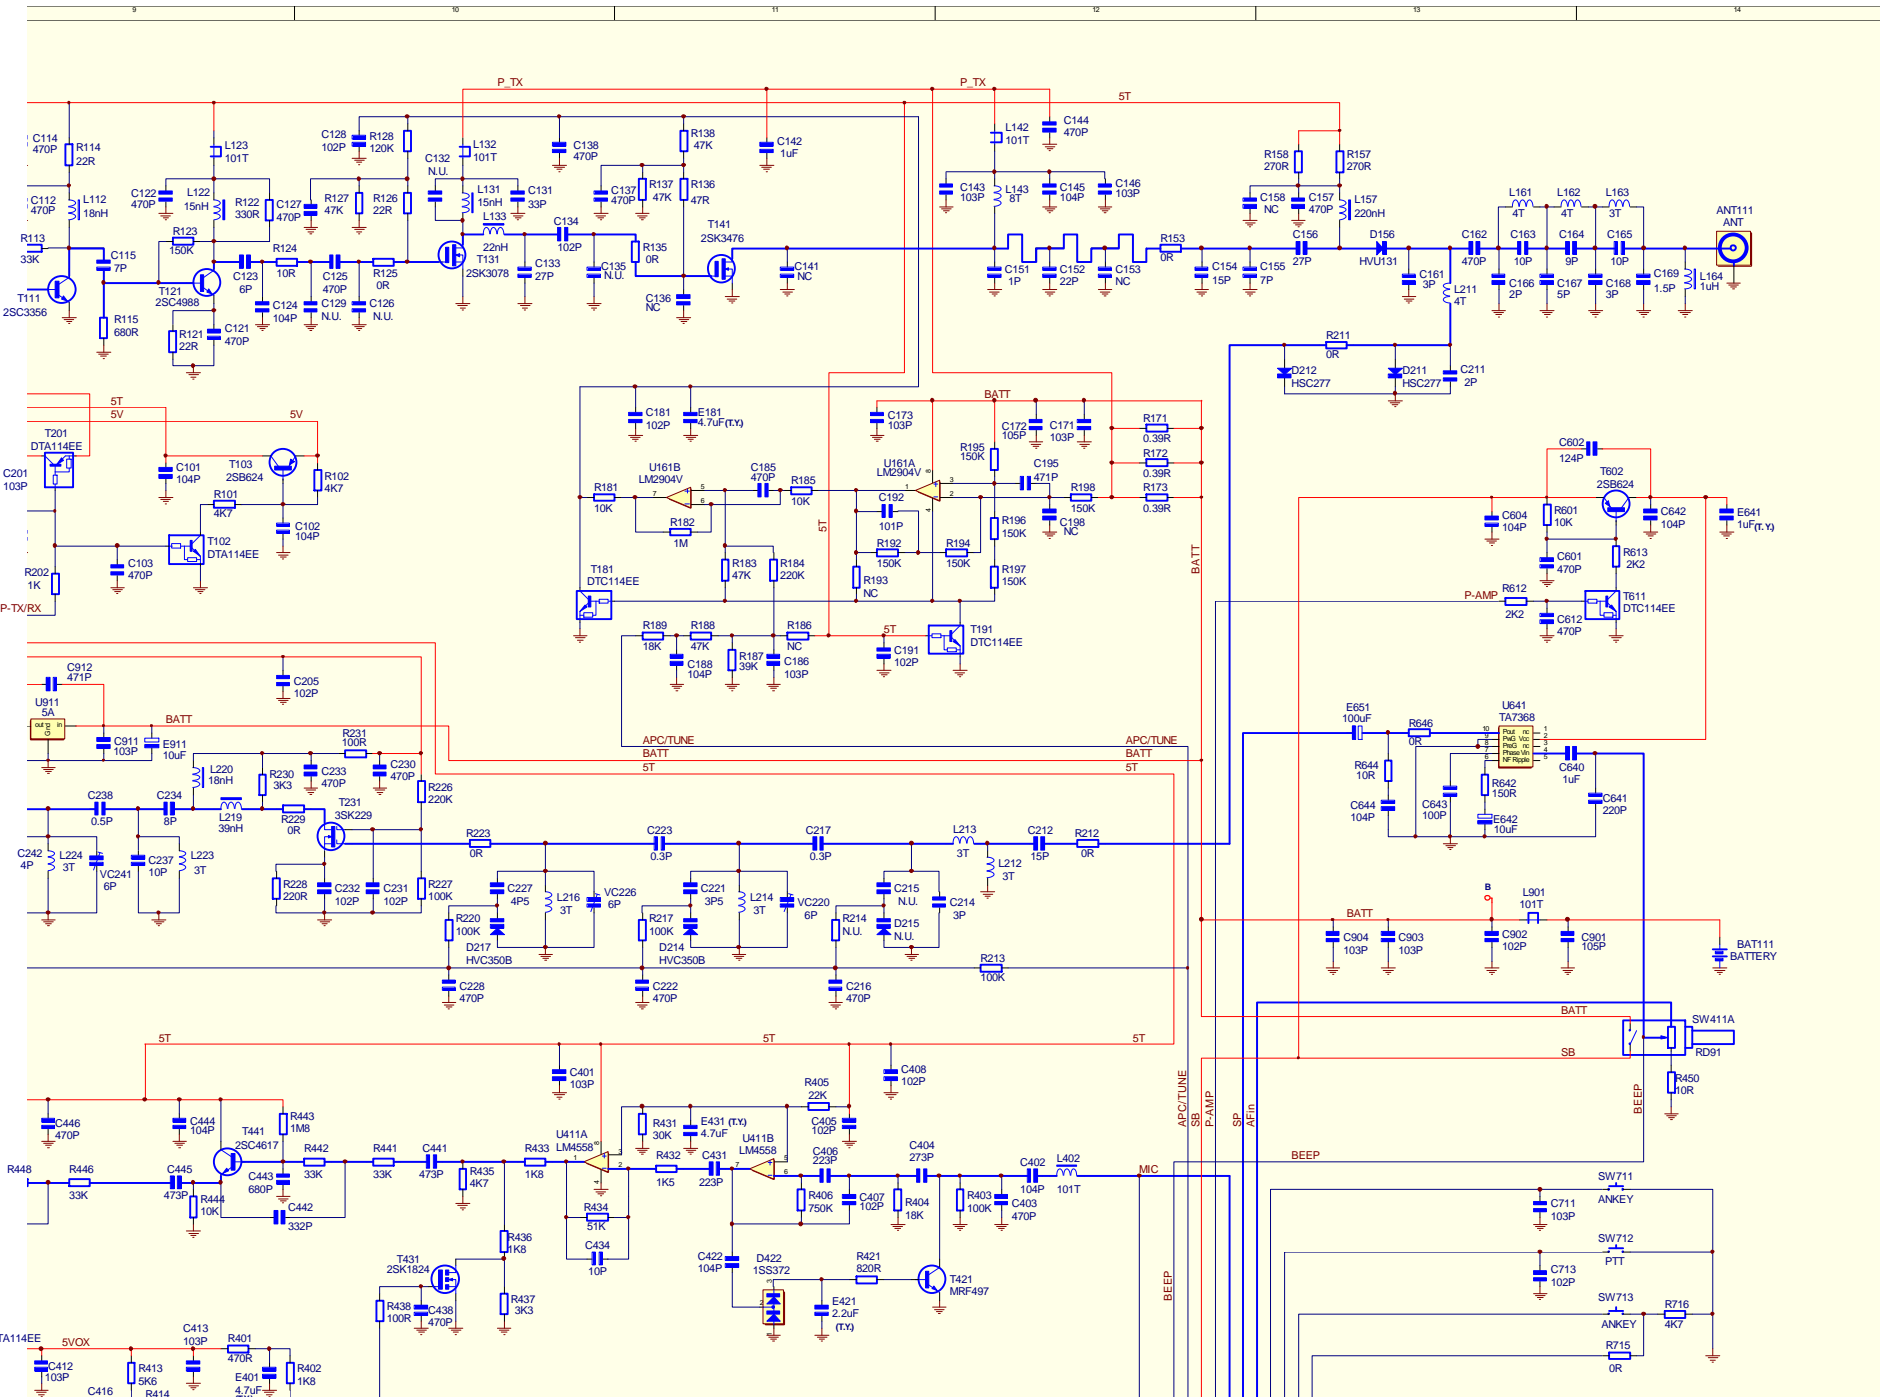 9 10 11 12 13 14
P_TX P_TX
5T
C114
470P
R114
22R
L123
101T
C128
102P
R128
120K
L132
101T
C132
N.U.
C138
470P
R138
47K
C142
1uF
L142
101T
C144
470P
R158
270R
R157
270R
C112
470P
L112
18nH
C122
470P
L122
15nH
R122
330R
C127
470P
R127
47K
R126
22R
L131
15nH
C131
33P
C137
470P
R137
47K
R136
47R
C143
103P
L143
8T
C145
104P
C146
103P
C158
NC
C157
470P
L157
220nH
L161
4T
L162
4T
L163
3T
ANT111
ANT
R113
33K
C115
7P
R123
150K
R124
10R
L133
22nH
C134
102P
R135
0R
T141
2SK3476
R153
0R
C156
27P
D156
HVU131
C162
470P
C163
10P
C164
9P
C165
10P
T111
2SC3356
T121
2SC4988
C123
6P
C125
470P
R125
0R
T131
2SK3078
C133
27P
C135
N.U.
C136
NC
C141
NC
C151
1P
C152
22P
C153
NC
C154
15P
C155
7P
C161
3P
L211
4T
C166
2P
C167
5P
C168
3P
C169
1.5P
L164
1uH
R115
680R
R121
22R
C121
470P
C124
104P
C129
N.U.
C126
N.U.
R211
0R
D212
HSC277
D211
HSC277
C211
2P
5T
5V 5V
T201
DTA114EE
C201
103P
C101
104P
T103
2SB624
R102
4K7
R101
4K7
C102
104P
T102
DTA114EE
C103
470P
R202
1K
P-TX/RX
C181
102P
E181
4.7uF(T.Y.)
C173
103P
BATT
C172
105P
C171
103P
R171
0.39R
R172
0.39R
R173
0.39R
U161B
LM2904V
C185
470P
R185
10K
U161A
LM2904V
R195
150K
C195
471P
R198
150K
C198
NC
R181
10K
R182
1M
C192
101P
R192
150K
R194
150K
R196
150K
R197
150K
R193
NC
R183
47K
R184
220K
5T
T181
DTC114EE
R189
18K
R188
47K
R186
NC
5T
T191
DTC114EE
C188
104P
R187
39K
C186
103P
C191
102P
BATT
C602
124P
T602
2SB624
C604
104P
R601
10K
C642
104P
E641
1uF(T.Y.)
C601
470P
R613
2K2
P-AMP
R612
2K2
C612
470P
T611
DTC114EE
C912
471P
C205
102P
U911
5A
out Gnd in
BATT
C911
103P
E911
10uF
APC/TUNE APC/TUNE
BATT BATT
5T 5T
R231
100R
L220
18nH
R230
3K3
C233
470P
C230
470P
R226
220K
C238
0.5P
C234
8P
L219
39nH
R229
0R
T231
3SK229
R223
0R
C223
0.3P
C217
0.3P
L213
3T
C212
15P
R212
0R
L212
3T
C242
4P
L224
3T
VC241
6P
C237
10P
L223
3T
R228
220R
C232
102P
C231
102P
R227
100K
C227
4P5
L216
3T
VC226
6P
C221
3P5
L214
3T
VC220
6P
C215
N.U.
C214
3P
R220
100K
D217
HVC350B
R217
100K
D214
HVC350B
R214
N.U.
D215
N.U.
C228
470P
C222
470P
C216
470P
R213
100K
E651
100uF
R646
0R
U641
TA7368
Pout nc
PwG Vcc
PreG nc
Phase Vin
NF Ripple
R644
10R
C644
104P
C643
100P
R642
150R
E642
10uF
C640
1uF
C641
220P
B
BATT
L901
101T
C904
103P
C903
103P
C902
102P
C901
105P
BAT111
BATTERY
BATT
SB
SW411A
RD91
R450
10R
BEEP
APC/TUNE
SB
P-AMP
SP
AFin
5T 5T 5T
C401
103P
C408
102P
C446
470P
C444
104P
R443
1M8
T441
2SC4617
R442
33K
R441
33K
C441
473P
R433
1K8
U411A
LM4558
R431
30K
E431 (T.Y.)
4.7uF
U411B
LM4558
R405
22K
C405
102P
C404
273P
C406
223P
R448
R446
33K
C445
473P
R444
10K
C443
680P
C442
332P
R435
4K7
R434
51K
C434
10P
R432
1K5
C431
223P
R406
750K
C407
102P
R404
18K
R403
100K
C403
470P
C402
104P
L402
101T
MIC
BEEP
R436
1K8
T431
2SK1824
R437
3K3
R438
100R
C438
470P
C422
104P
D422
1SS372
R421
820R
E421
2.2uF
(T.Y.)
T421
MRF497
BEEP
SW711
ANKEY
C711
103P
SW712
PTT
C713
102P
SW713
ANKEY
R716
4K7
R715
0R
TA114EE
5VOX
C412
103P
C413
103P
R401
470R
R413
5K6
E401
4.7uF
R402
1K8
C416
R414